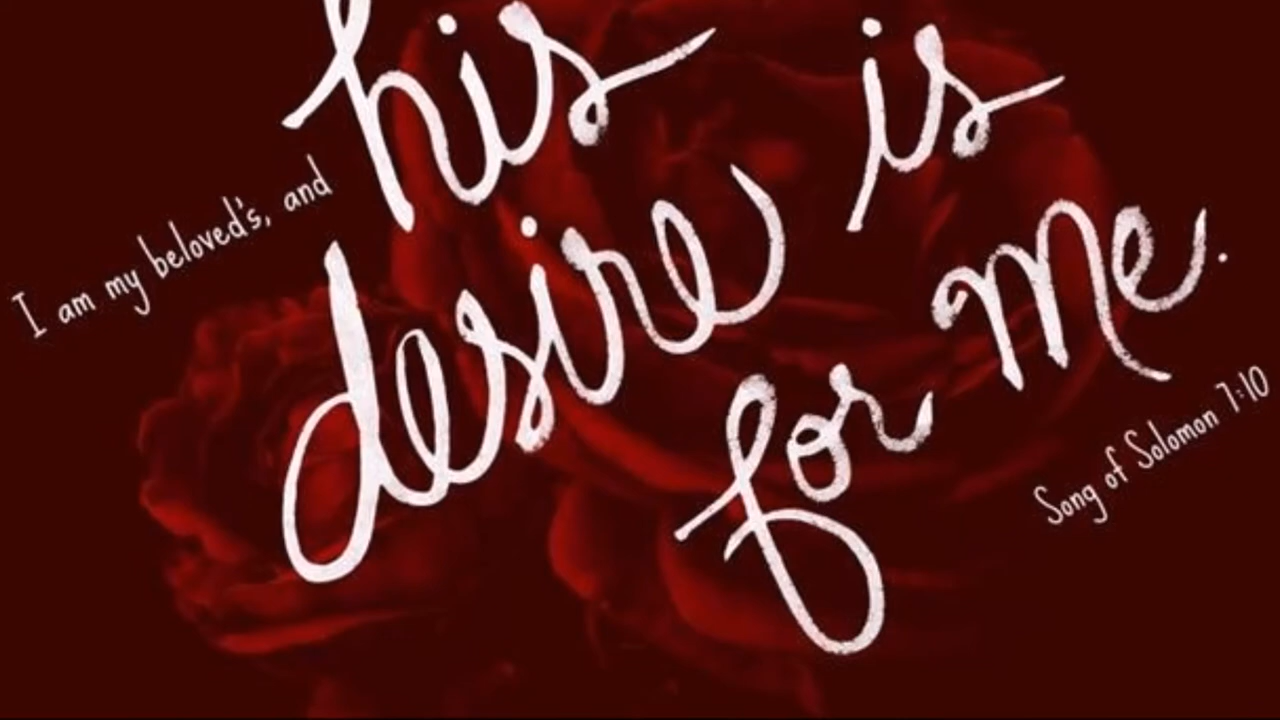 I am my beloved's, and
his is
desire
for me.
Song of Solomon 7:10